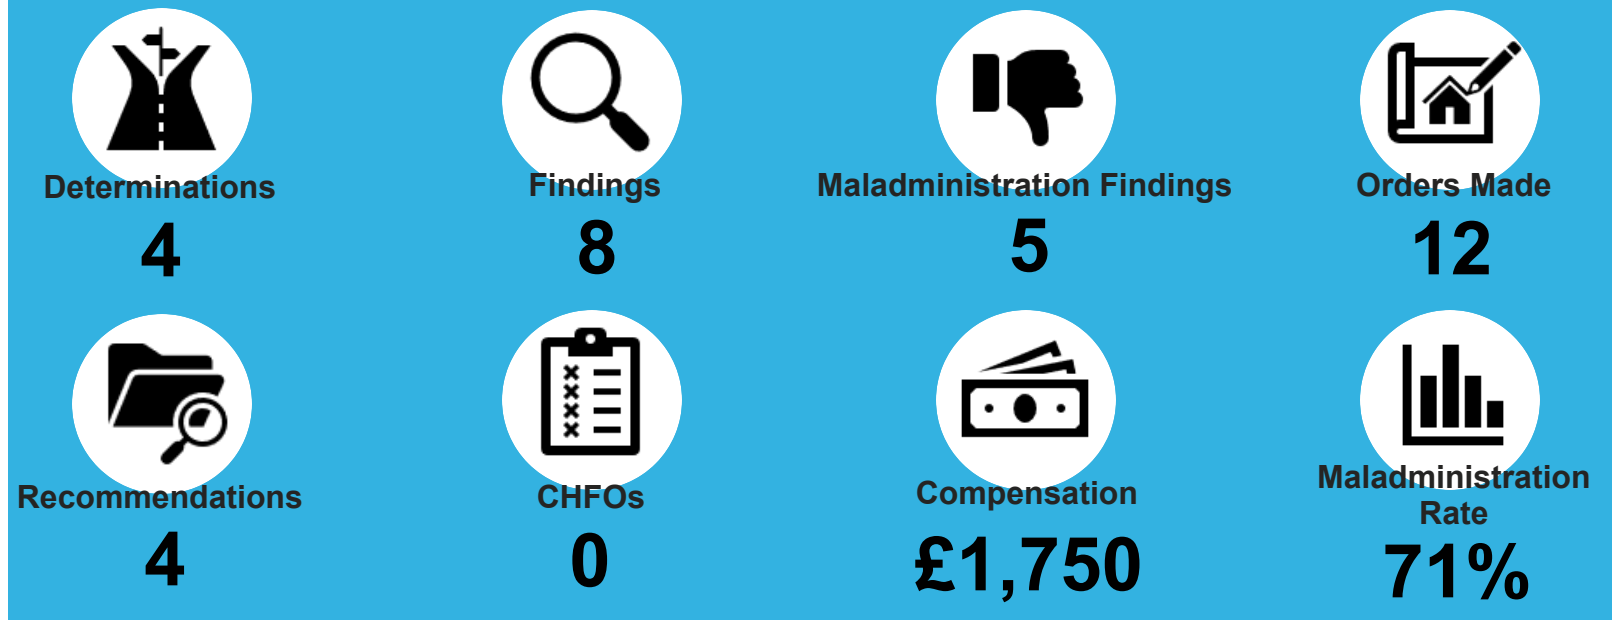 Determinations
4
Findings
8
Maladministration Findings
5
Orders Made
12
Recommendations
4
CHFOs
0
Compensation
£1,750
Maladministration
Rate
71%